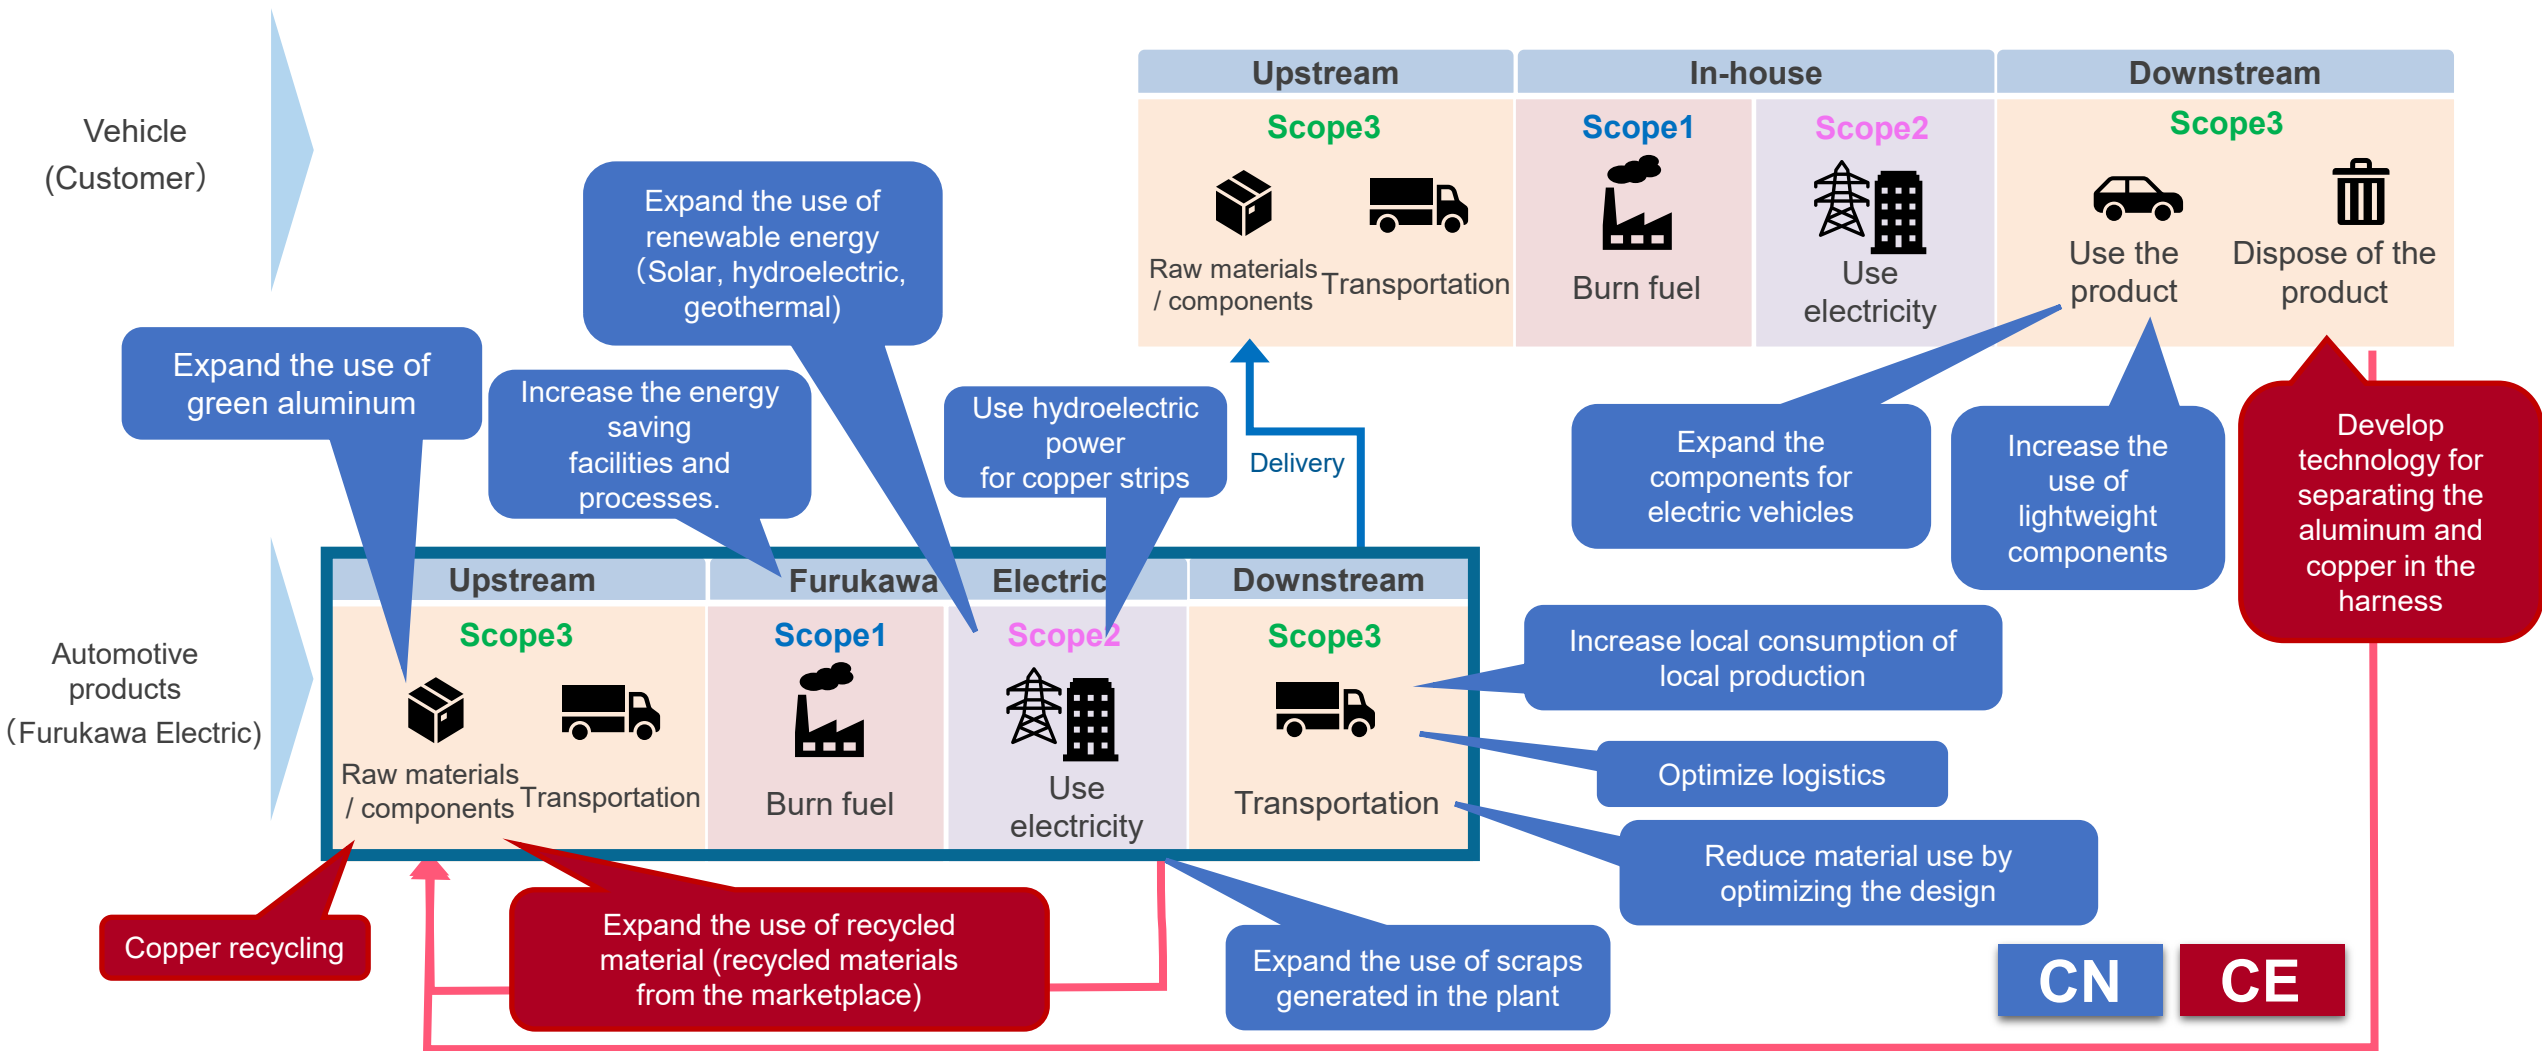 Vehicle
(Customer）
Upstream
In-house
Downstream
Scope3
Scope1
Scope2
Scope3
Raw materials
/ components
Transportation
Burn fuel
Use
electricity
Use the
product
Dispose of the
product
Expand the use of
renewable energy
（Solar, hydroelectric,
geothermal)
Expand the use of
green aluminum
Increase the energy
saving
facilities and
processes.
Use hydroelectric
power
for copper strips
Delivery
Expand the
components for
electric vehicles
Increase the
use of
lightweight
components
Develop
technology for
separating the
aluminum and
copper in the
harness
Automotive
products
（Furukawa Electric)
Upstream
Furukawa Electric
Downstream
Scope3
Scope1
Scope2
Scope3
Raw materials
/ components
Transportation
Burn fuel
Use
electricity
Transportation
Increase local consumption of
local production
Optimize logistics
Reduce material use by
optimizing the design
Copper recycling
Expand the use of recycled
material (recycled materials
from the marketplace)
Expand the use of scraps
generated in the plant
CN
CE